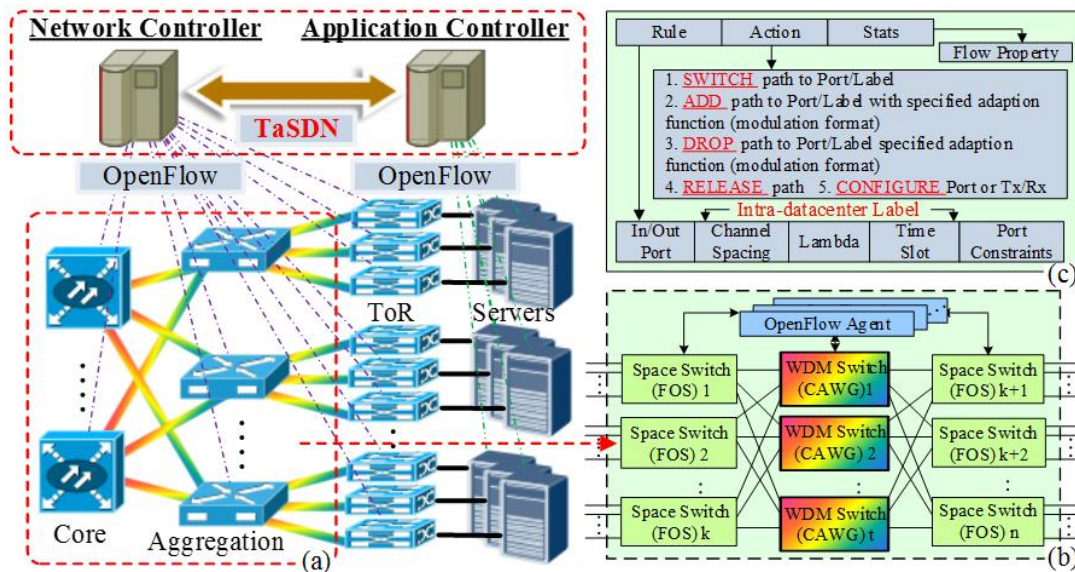 Network Controller
Application Controller
TaSDN
OpenFlow
OpenFlow
ToR
Servers
Core
Aggregation
(a)
Rule
Action
Stats
Flow Property
1. SWITCH path to Port/Label
2. ADD path to Port/Label with specified adaption
function (modulation format)
3. DROP path to Port/Label specified adaption
function (modulation format)
4. RELEASE path 5. CONFIGURE Port or Tx/Rx
Intra-datacenter Label
In/Out
Port
Channel
Spacing
Lambda
Time
Slot
Port
Constraints
(c)
OpenFlow Agent
Space Switch
(FOS) 1
WDM Switch
(CAWG)1
Space Switch
(FOS) k+1
Space Switch
(FOS) 2
WDM Switch
(CAWG) 2
Space Switch
(FOS) k+2
Space Switch
(FOS) k
WDM Switch
(CAWG) t
Space Switch
(FOS) n
(b)